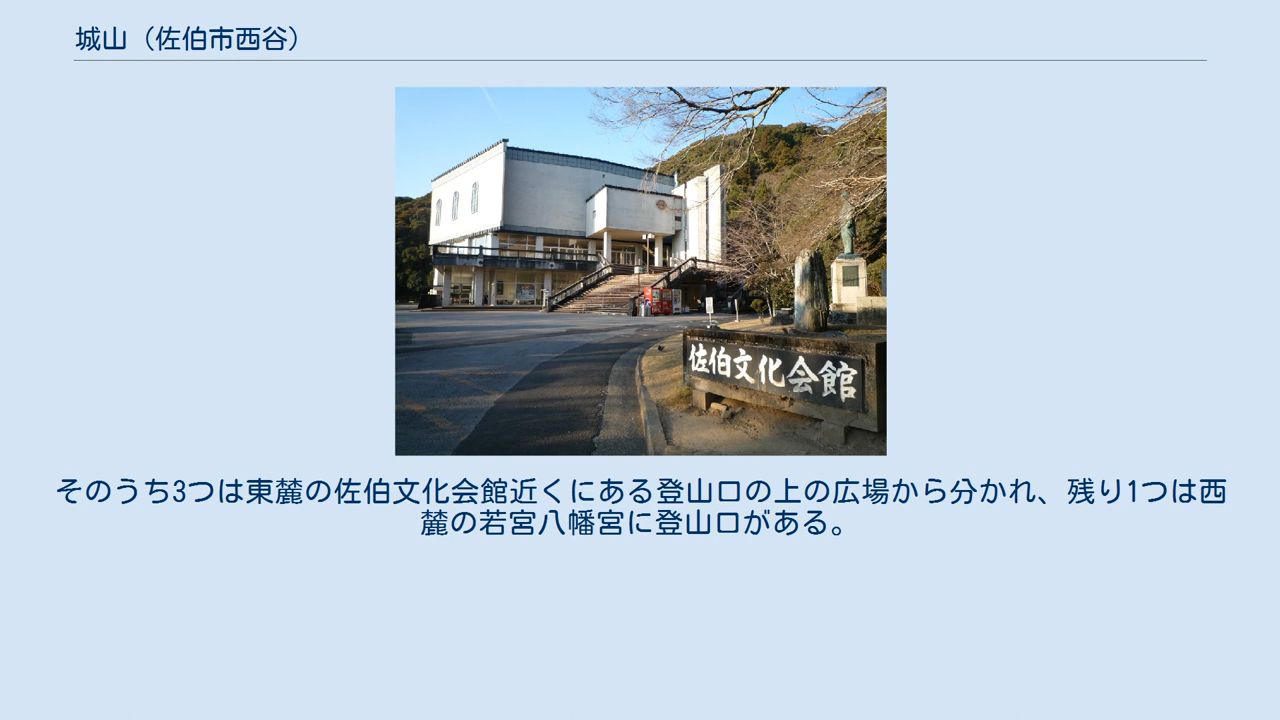 城山（佐伯市西谷）
佐伯文化会館
そのうち3つは東麓の佐伯文化会館近くにある登山口の上の広場から分かれ、残り1つは西
麓の若宮八幡宮に登山口がある。